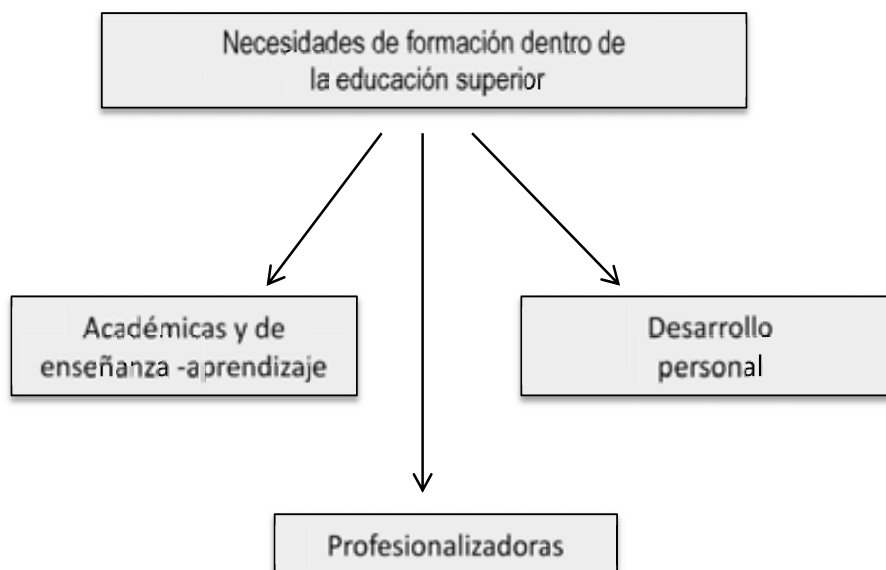 Necesidades de formación dentro de
la educación superior
Académicas y de
enseñanza -aprendizaje
Desarrollo
personal
Profesionalizadoras